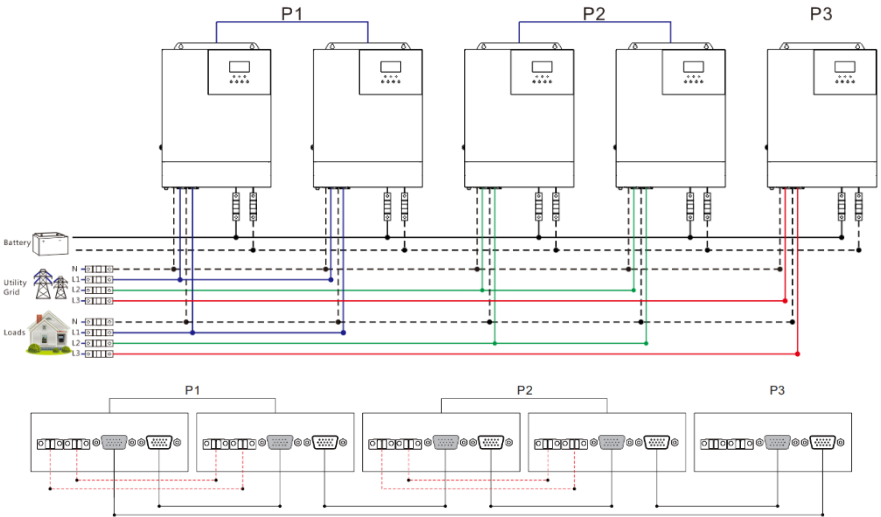 P1 P2 P3
Battery
Utility
Grid
N
L1
L2
L3
Loads
N
L1
L2
L3
P1 P2 P3